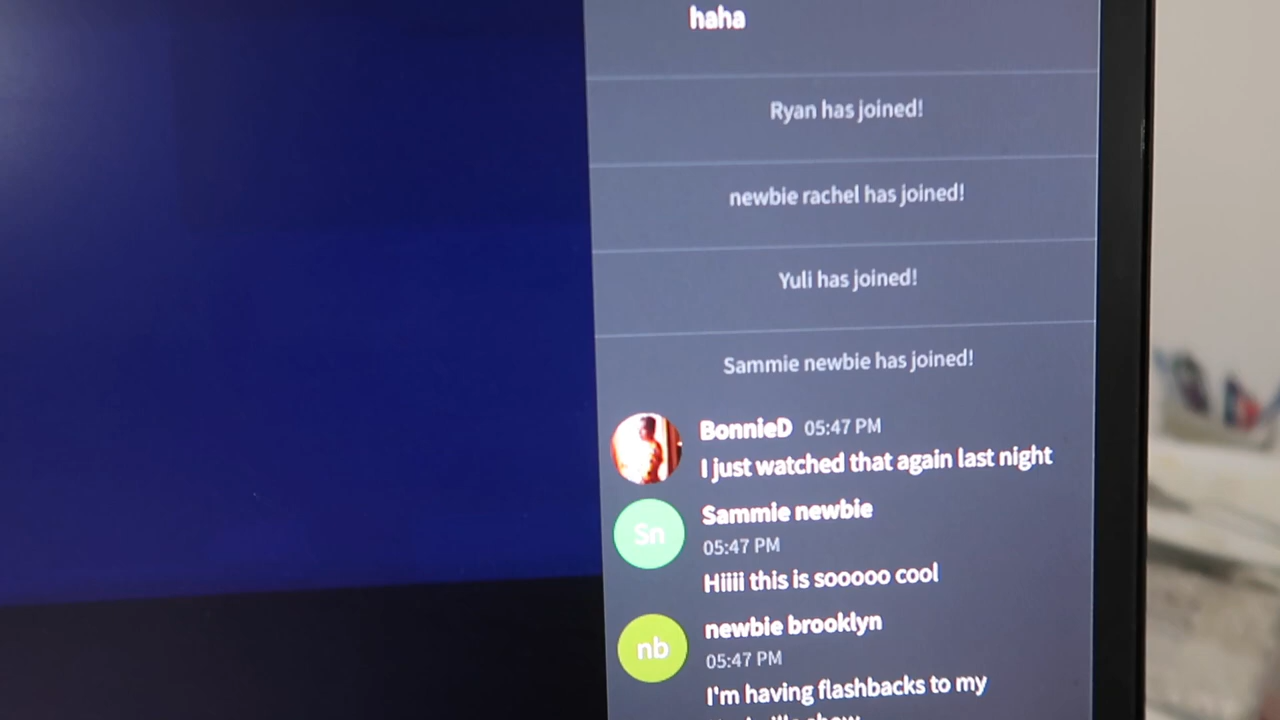 haha
Ryan has joined!
newbie rachel has joined!
Yuli has joined!
Sammie newbie has joined!
BonnieD 05:47 PM
I just watched that again last night
Sn
Sammie newbie
05:47 PM
Hiiii this is sooooo cool
nb
newbie brooklyn
05:47 PM
I'm having flashbacks to my
show